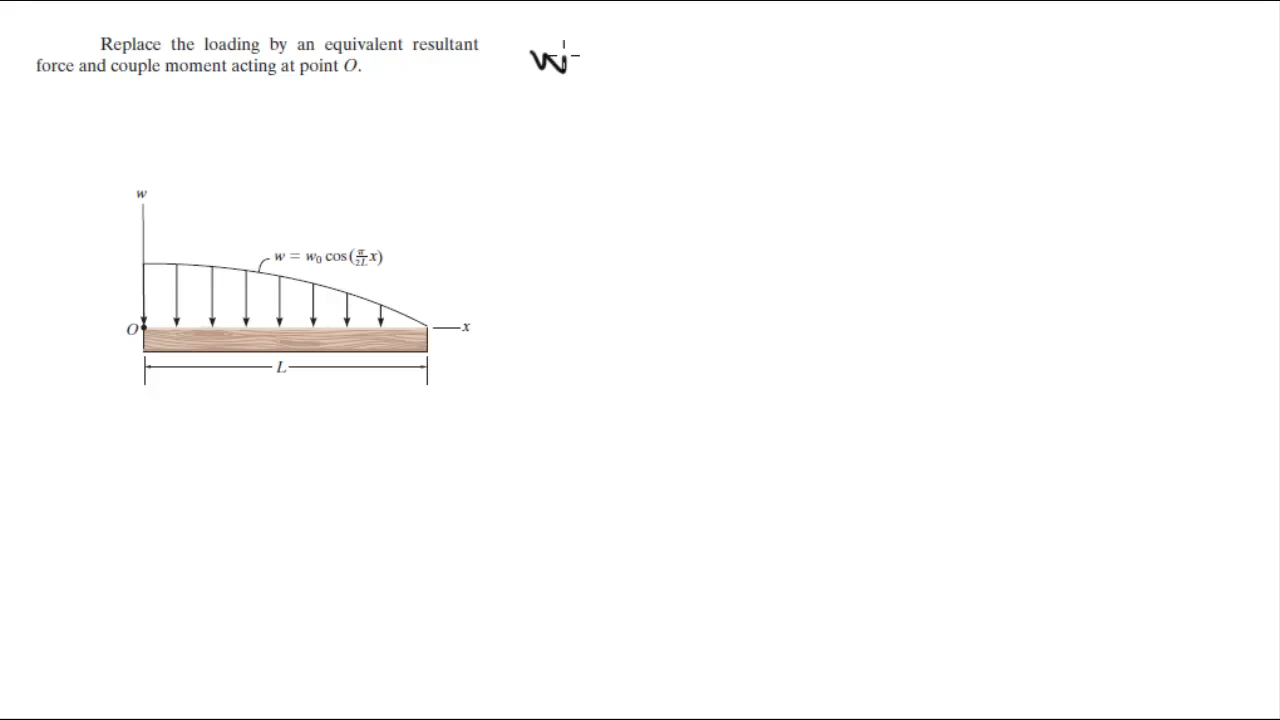 Replace the loading by an equivalent resultant
force and couple moment acting at point O.
w
w = w₀ cos(π/2L x)
O
x
L